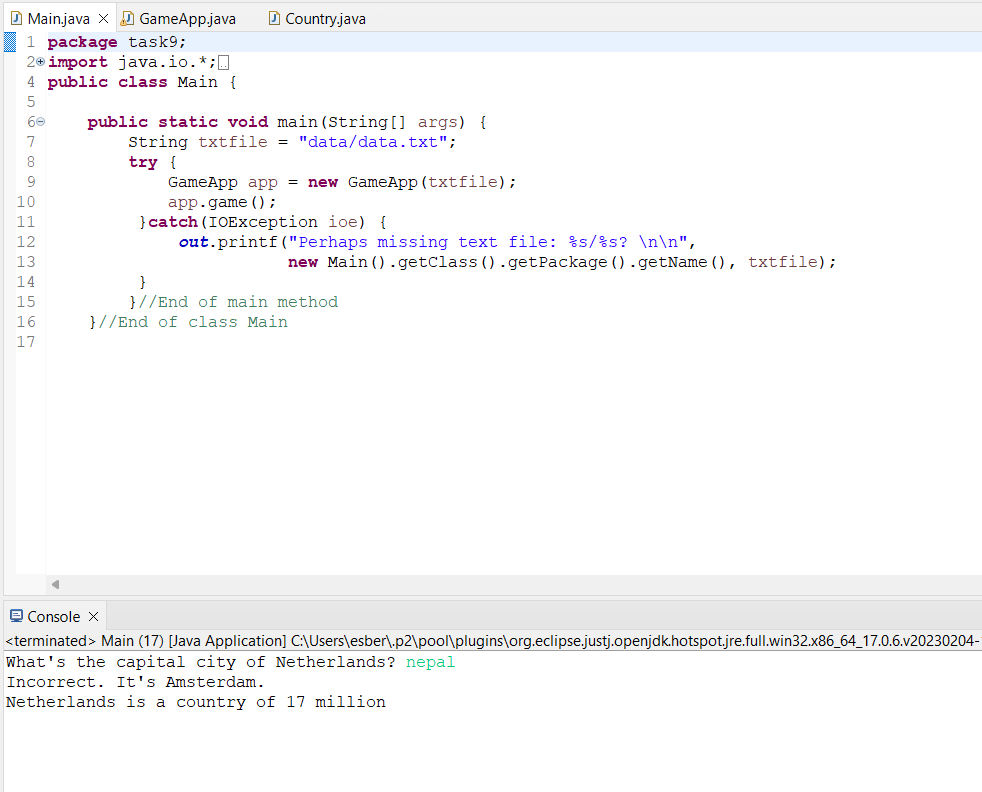 Main.java GameApp.java Country.java
1 package task9;
2 import java.io.*;
4 public class Main {
5
6 public static void main(String[] args) {
7 String txtfile = "data/data.txt";
8 try {
9 GameApp app = new GameApp(txtfile);
10 app.game();
11 }catch(IOException ioe) {
12 out.printf("Perhaps missing text file: %s/%s? \n\n",
13 new Main().getClass().getPackage().getName(), txtfile);
14 }
15 }//End of main method
16 }//End of class Main
17
Console
<terminated> Main (17) [Java Application] C:\Users\esber\.p2\pool\plugins\org.eclipse.justj.openjdk.hotspot.jre.full.win32.x86_64_17.0.6.v20230204-
What's the capital city of Netherlands? nepal
Incorrect. It's Amsterdam.
Netherlands is a country of 17 million